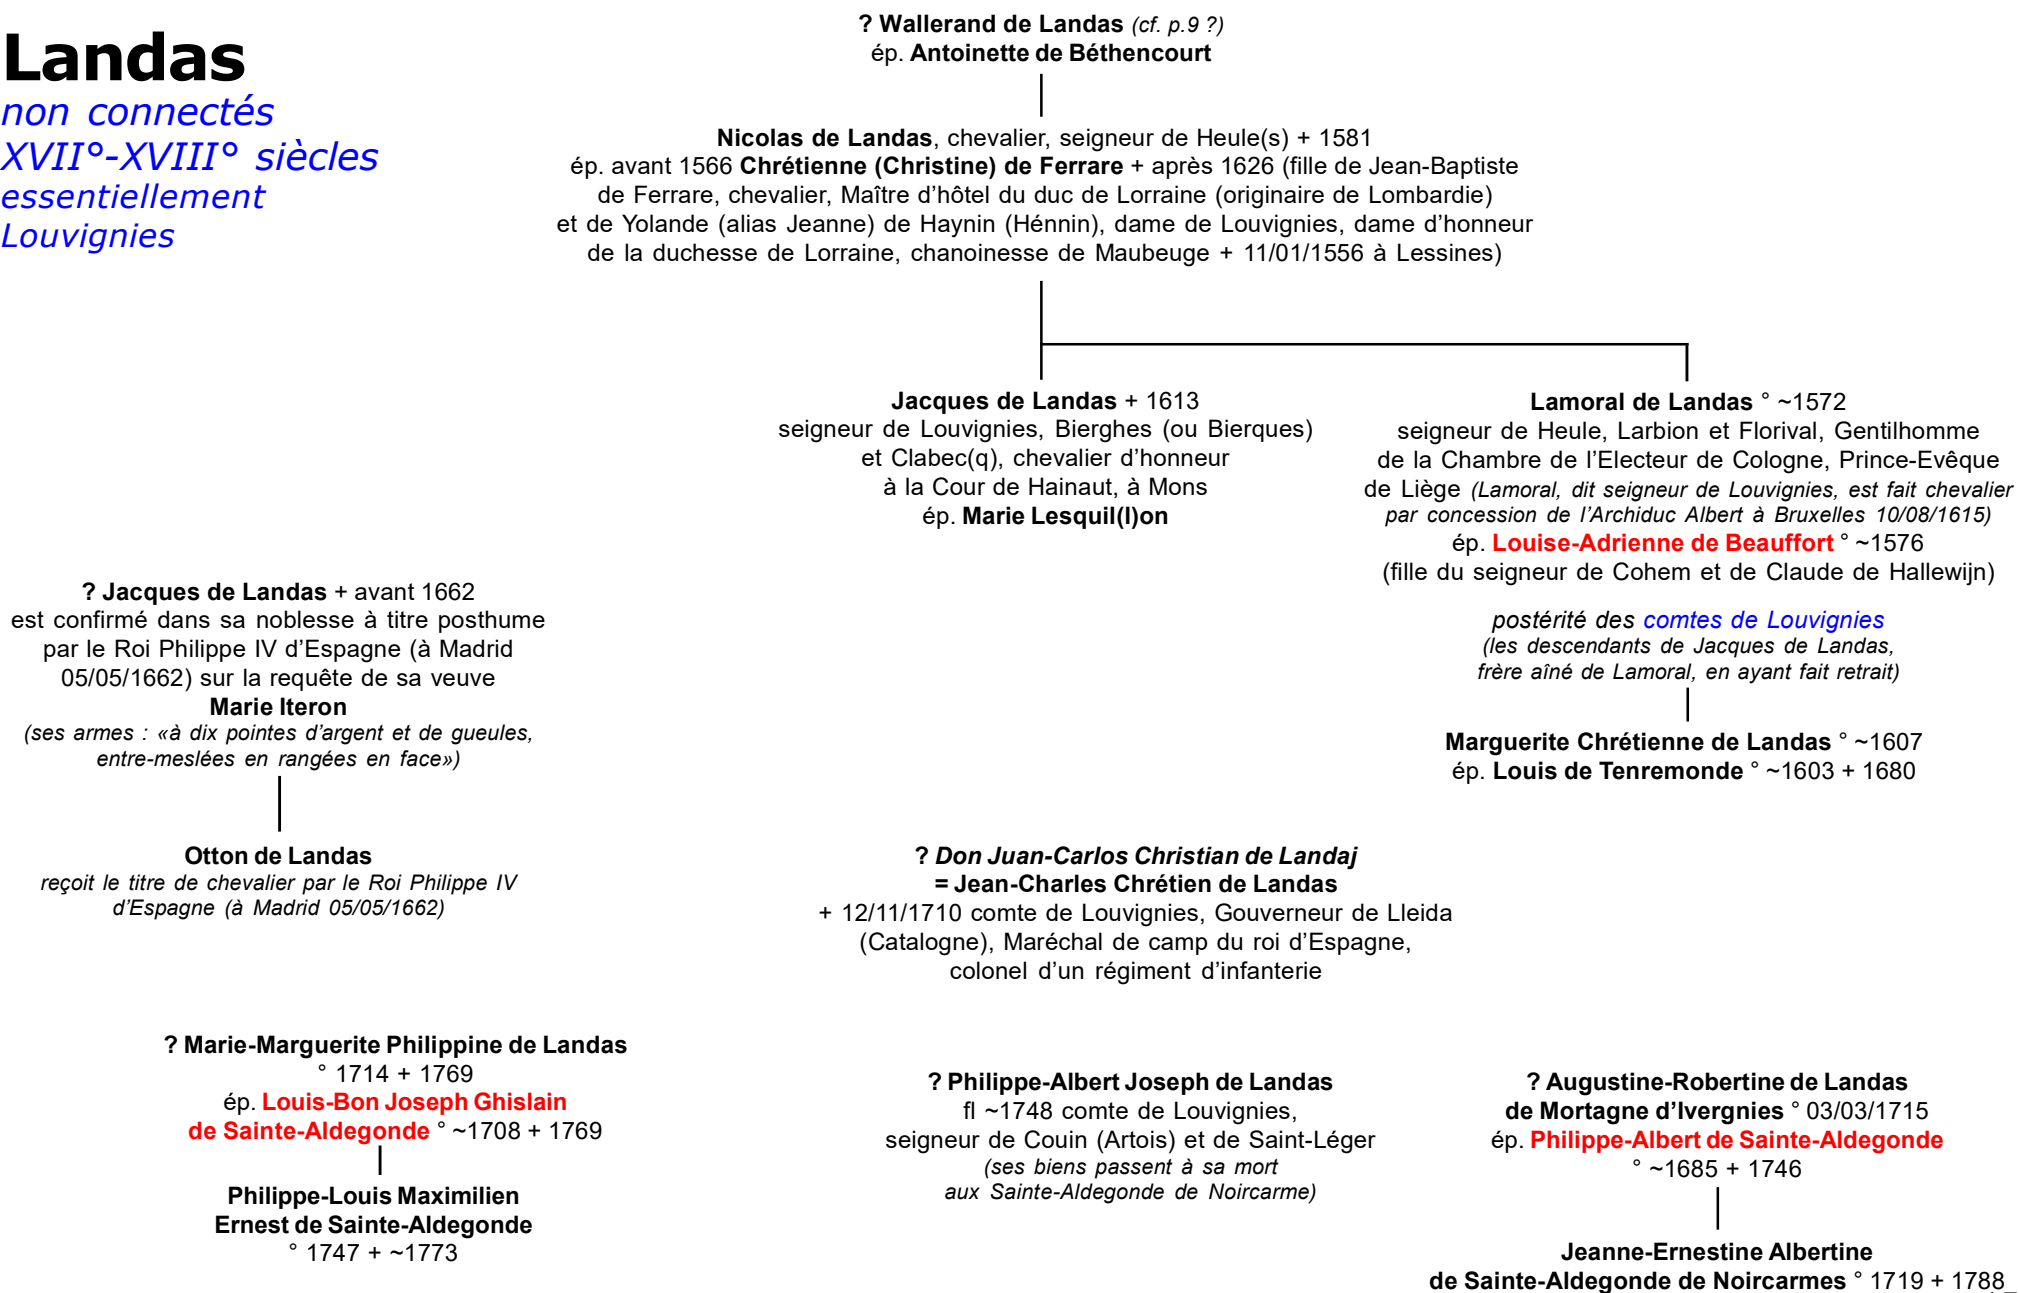 Landas
non connectés
XVII°-XVIII° siècles
essentiellement
Louvignies
? Wallerand de Landas (cf. p.9 ?)
ép. Antoinette de Béthencourt
Nicolas de Landas, chevalier, seigneur de Heule(s) + 1581
ép. avant 1566 Chrétienne (Christine) de Ferrare + après 1626 (fille de Jean-Baptiste
de Ferrare, chevalier, Maître d’hôtel du duc de Lorraine (originaire de Lombardie)
et de Yolande (alias Jeanne) de Haynin (Hénnin), dame de Louvignies, dame d’honneur
de la duchesse de Lorraine, chanoinesse de Maubeuge + 11/01/1556 à Lessines)
Jacques de Landas + 1613
seigneur de Louvignies, Bierghes (ou Bierques)
et Clabec(q), chevalier d’honneur
à la Cour de Hainaut, à Mons
ép. Marie Lesquil(l)on
Lamoral de Landas ° ~1572
seigneur de Heule, Larbion et Florival, Gentilhomme
de la Chambre de l’Electeur de Cologne, Prince-Evêque
de Liège (Lamoral, dit seigneur de Louvignies, est fait chevalier
par concession de l’Archiduc Albert à Bruxelles 10/08/1615)
ép. Louise-Adrienne de Beauffort ° ~1576
(fille du seigneur de Cohem et de Claude de Hallewijn)
postérité des comtes de Louvignies
(les descendants de Jacques de Landas,
frère aîné de Lamoral, en ayant fait retrait)
Marguerite Chrétienne de Landas ° ~1607
ép. Louis de Tenremonde ° ~1603 + 1680
? Jacques de Landas + avant 1662
est confirmé dans sa noblesse à titre posthume
par le Roi Philippe IV d’Espagne (à Madrid
05/05/1662) sur la requête de sa veuve
Marie Iteron
(ses armes : «à dix pointes d’argent et de gueules,
entre-meslées en rangées en face»)
Otton de Landas
reçoit le titre de chevalier par le Roi Philippe IV
d’Espagne (à Madrid 05/05/1662)
? Don Juan-Carlos Christian de Landaj
= Jean-Charles Chrétien de Landas
+ 12/11/1710 comte de Louvignies, Gouverneur de Lleida
(Catalogne), Maréchal de camp du roi d’Espagne,
colonel d’un régiment d’infanterie
? Marie-Marguerite Philippine de Landas
° 1714 + 1769
ép. Louis-Bon Joseph Ghislain
de Sainte-Aldegonde ° ~1708 + 1769
Philippe-Louis Maximilien
Ernest de Sainte-Aldegonde
° 1747 + ~1773
? Philippe-Albert Joseph de Landas
fl ~1748 comte de Louvignies,
seigneur de Couin (Artois) et de Saint-Léger
(ses biens passent à sa mort
aux Sainte-Aldegonde de Noircarme)
? Augustine-Robertine de Landas
de Mortagne d’Ivergnies ° 03/03/1715
ép. Philippe-Albert de Sainte-Aldegonde
° ~1685 + 1746
Jeanne-Ernestine Albertine
de Sainte-Aldegonde de Noircarmes ° 1719 + 1788